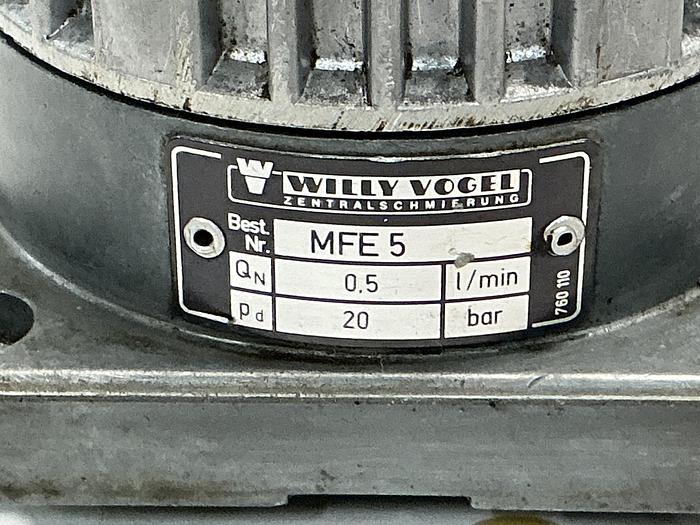 WILLY VOGEL
ZENTRALSCHMIERUNG
Best. Nr. MFE 5
QN 0,5 l/min
pd 20 bar
760 110